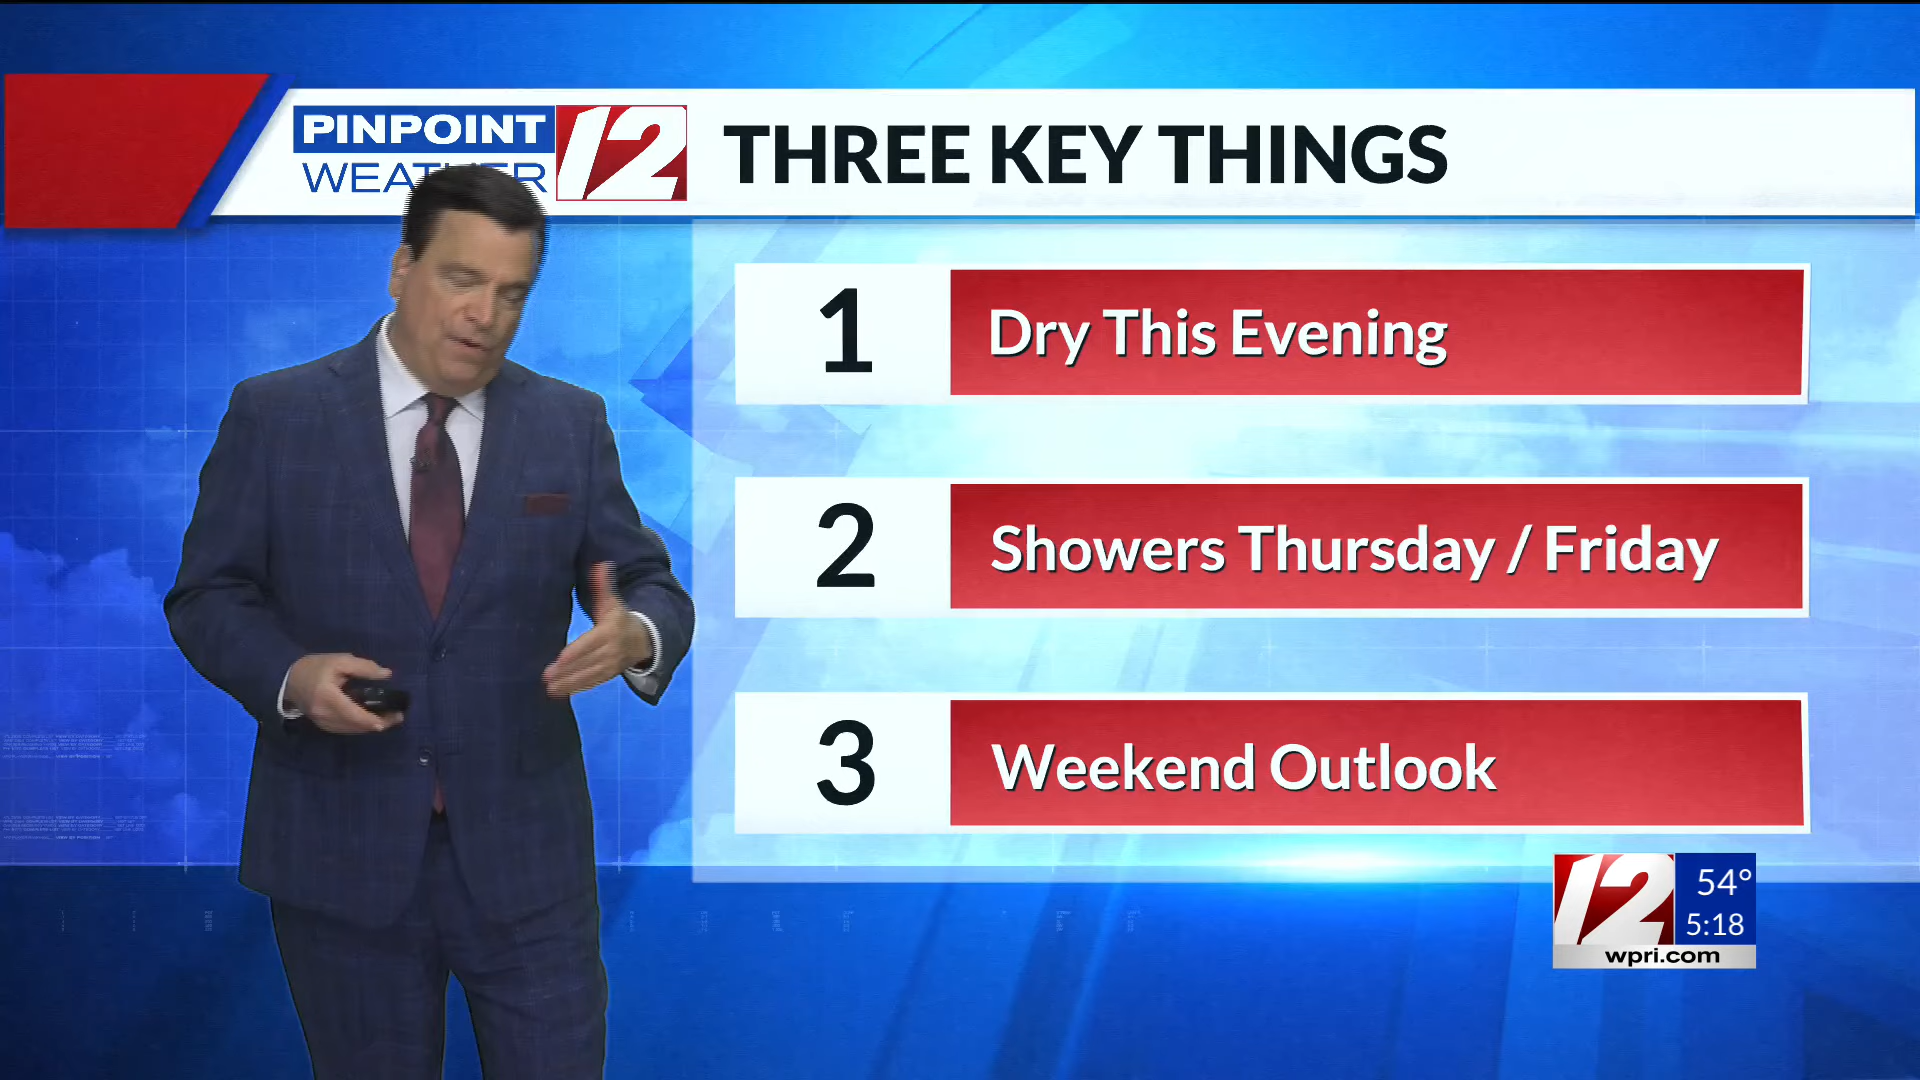 PINPOINT
WEATHER
12
THREE KEY THINGS
1
Dry This Evening
2
Showers Thursday / Friday
3
Weekend Outlook
12
54°
5:18
wpri.com